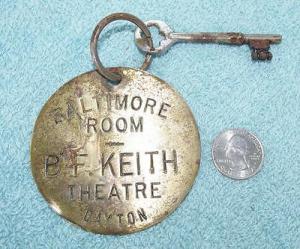 BALTIMORE
ROOM
B.F. KEITH
THEATRE
DAYTON